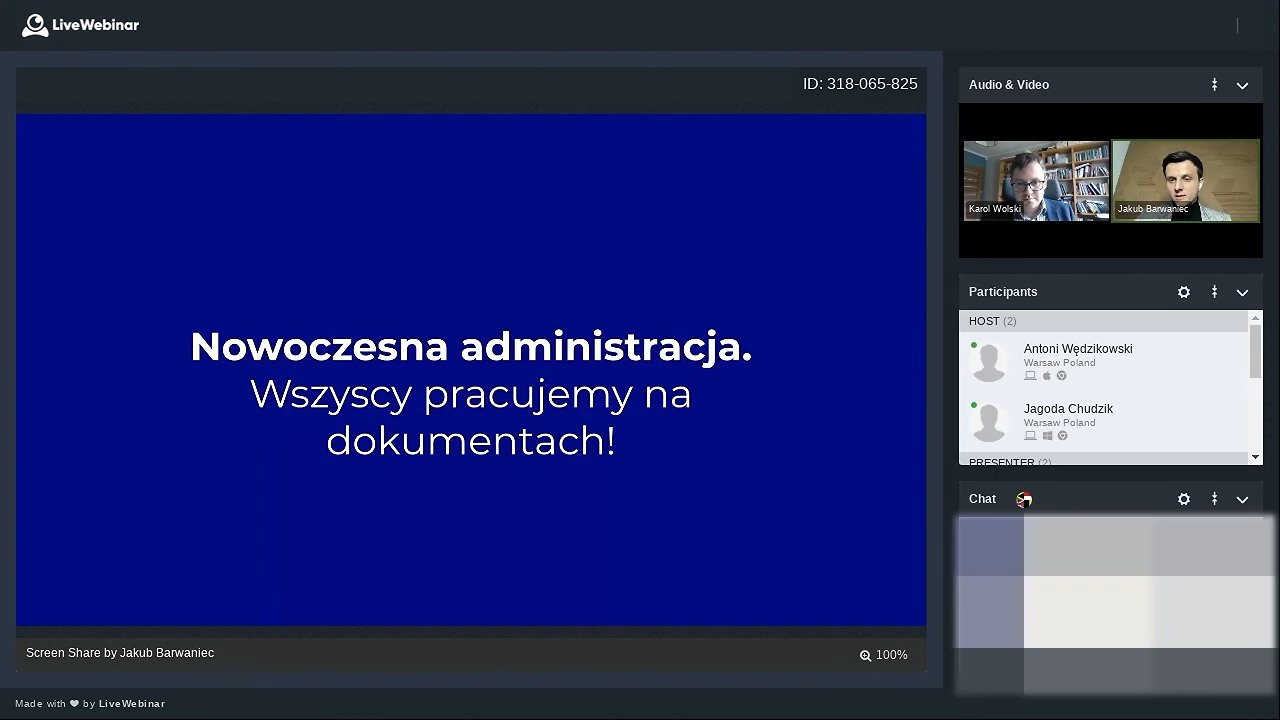 LiveWebinar
ID: 318-065-825
Nowoczesna administracja.
Wszyscy pracujemy na
dokumentach!
Screen Share by Jakub Barwaniec
100%
Made with ❤ by LiveWebinar
Audio & Video
Karol Wolski
Jakub Barwaniec
Participants
HOST (2)
Antoni Wędzikowski
Warsaw Poland
Jagoda Chudzik
Warsaw Poland
PRESENTER (2)
Chat